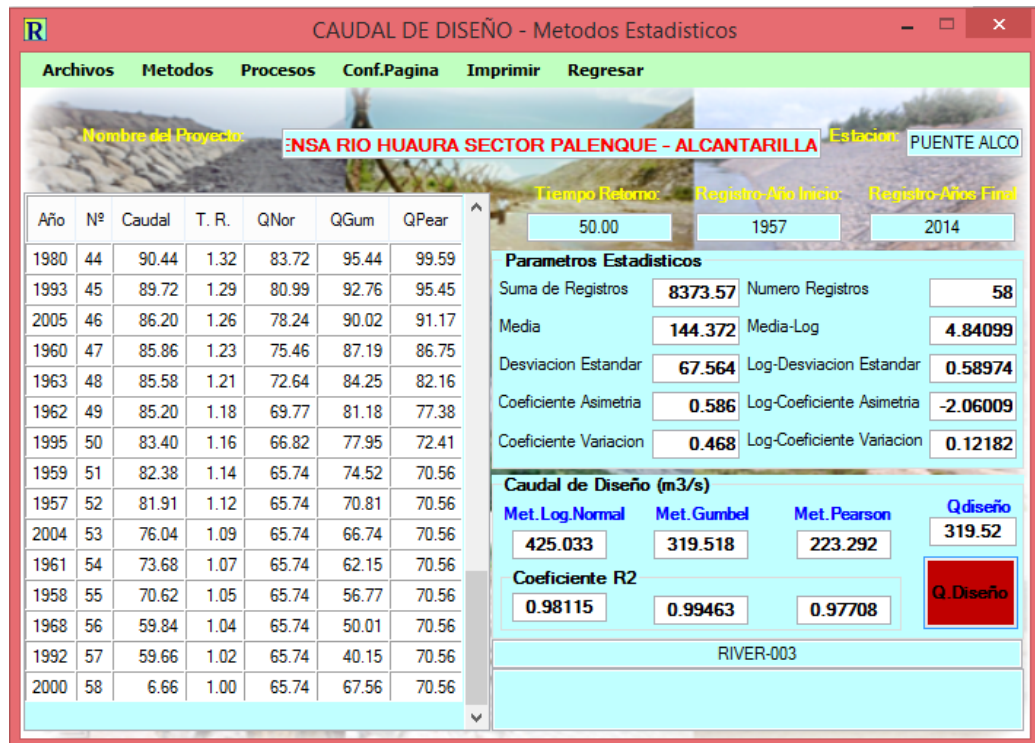 R CAUDAL DE DISEÑO - Metodos Estadisticos
Archivos Metodos Procesos Conf.Pagina Imprimir Regresar
Nombre del Proyecto: ENSA RIO HUAURA SECTOR PALENQUE - ALCANTARILLA Estacion: PUENTE ALCO
Tiempo Retorno: Registro-Año Inicio: Registro-Años Final
50.00 1957 2014
Año Nº Caudal T. R. QNor QGum QPear
1980 44 90.44 1.32 83.72 95.44 99.59
1993 45 89.72 1.29 80.99 92.76 95.45
2005 46 86.20 1.26 78.24 90.02 91.17
1960 47 85.86 1.23 75.46 87.19 86.75
1963 48 85.58 1.21 72.64 84.25 82.16
1962 49 85.20 1.18 69.77 81.18 77.38
1995 50 83.40 1.16 66.82 77.95 72.41
1959 51 82.38 1.14 65.74 74.52 70.56
1957 52 81.91 1.12 65.74 70.81 70.56
2004 53 76.04 1.09 65.74 66.74 70.56
1961 54 73.68 1.07 65.74 62.15 70.56
1958 55 70.62 1.05 65.74 56.77 70.56
1968 56 59.84 1.04 65.74 50.01 70.56
1992 57 59.66 1.02 65.74 40.15 70.56
2000 58 6.66 1.00 65.74 67.56 70.56
Parametros Estadisticos
Suma de Registros 8373.57 Numero Registros 58
Media 144.372 Media-Log 4.84099
Desviacion Estandar 67.564 Log-Desviacion Estandar 0.58974
Coeficiente Asimetria 0.586 Log-Coeficiente Asimetria -2.06009
Coeficiente Variacion 0.468 Log-Coeficiente Variacion 0.12182
Caudal de Diseño (m3/s)
Met.Log.Normal Met.Gumbel Met.Pearson Qdiseño
425.033 319.518 223.292 319.52
Coeficiente R2
0.98115 0.99463 0.97708
Q.Diseño
RIVER-003